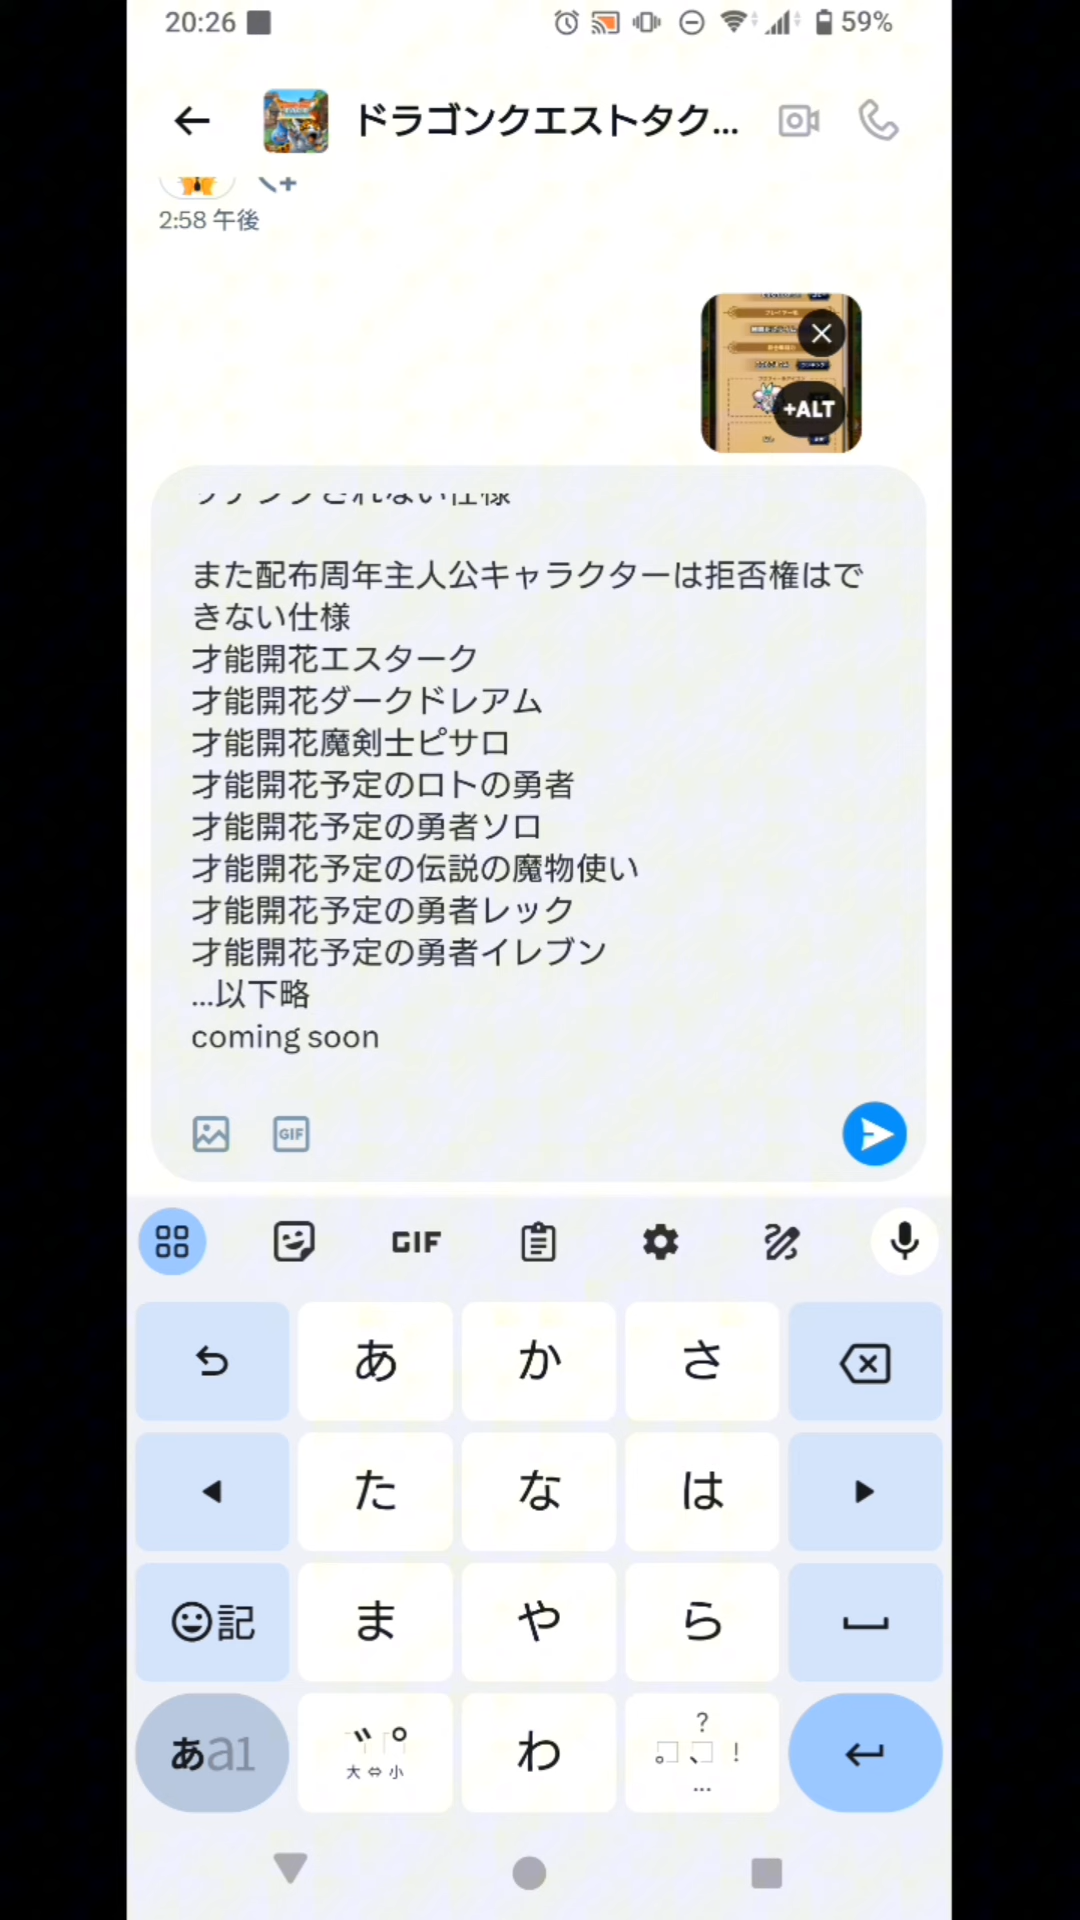 20:26
59%
ドラゴンクエストタク...
2:58 午後
+ALT
されない仕様
また配布周年主人公キャラクターは拒否権はで
きない仕様
才能開花エスターク
才能開花ダークドレアム
才能開花魔剣士ピサロ
才能開花予定のロトの勇者
才能開花予定の勇者ソロ
才能開花予定の伝説の魔物使い
才能開花予定の勇者レック
才能開花予定の勇者イレブン
...以下略
coming soon
GIF
GIF
あ か さ
た な は
記 ま や ら
あa1 大⇔小 わ 。、?!…